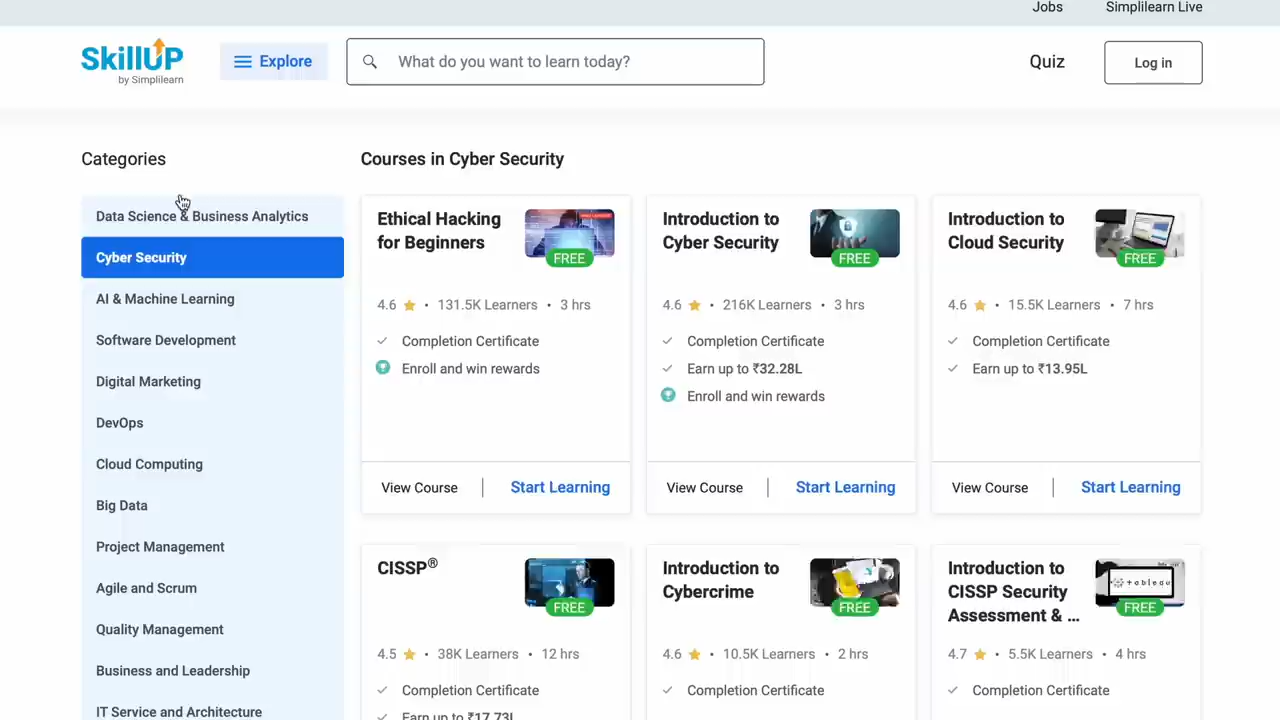 Jobs
Simplilearn Live
SkillUP
by Simplilearn
Explore
What do you want to learn today?
Quiz
Log in
Categories
Data Science & Business Analytics
Cyber Security
AI & Machine Learning
Software Development
Digital Marketing
DevOps
Cloud Computing
Big Data
Project Management
Agile and Scrum
Quality Management
Business and Leadership
IT Service and Architecture
Courses in Cyber Security
Ethical Hacking
for Beginners
FREE
4.6 • 131.5K Learners • 3 hrs
Completion Certificate
Enroll and win rewards
View Course
Start Learning
Introduction to
Cyber Security
FREE
4.6 • 216K Learners • 3 hrs
Completion Certificate
Earn up to ₹32.28L
Enroll and win rewards
View Course
Start Learning
Introduction to
Cloud Security
FREE
4.6 • 15.5K Learners • 7 hrs
Completion Certificate
Earn up to ₹13.95L
View Course
Start Learning
CISSP®
FREE
4.5 • 38K Learners • 12 hrs
Completion Certificate
Earn up to ₹17.73L
Introduction to
Cybercrime
FREE
4.6 • 10.5K Learners • 2 hrs
Completion Certificate
Introduction to
CISSP Security
Assessment & ...
tableau
FREE
4.7 • 5.5K Learners • 4 hrs
Completion Certificate